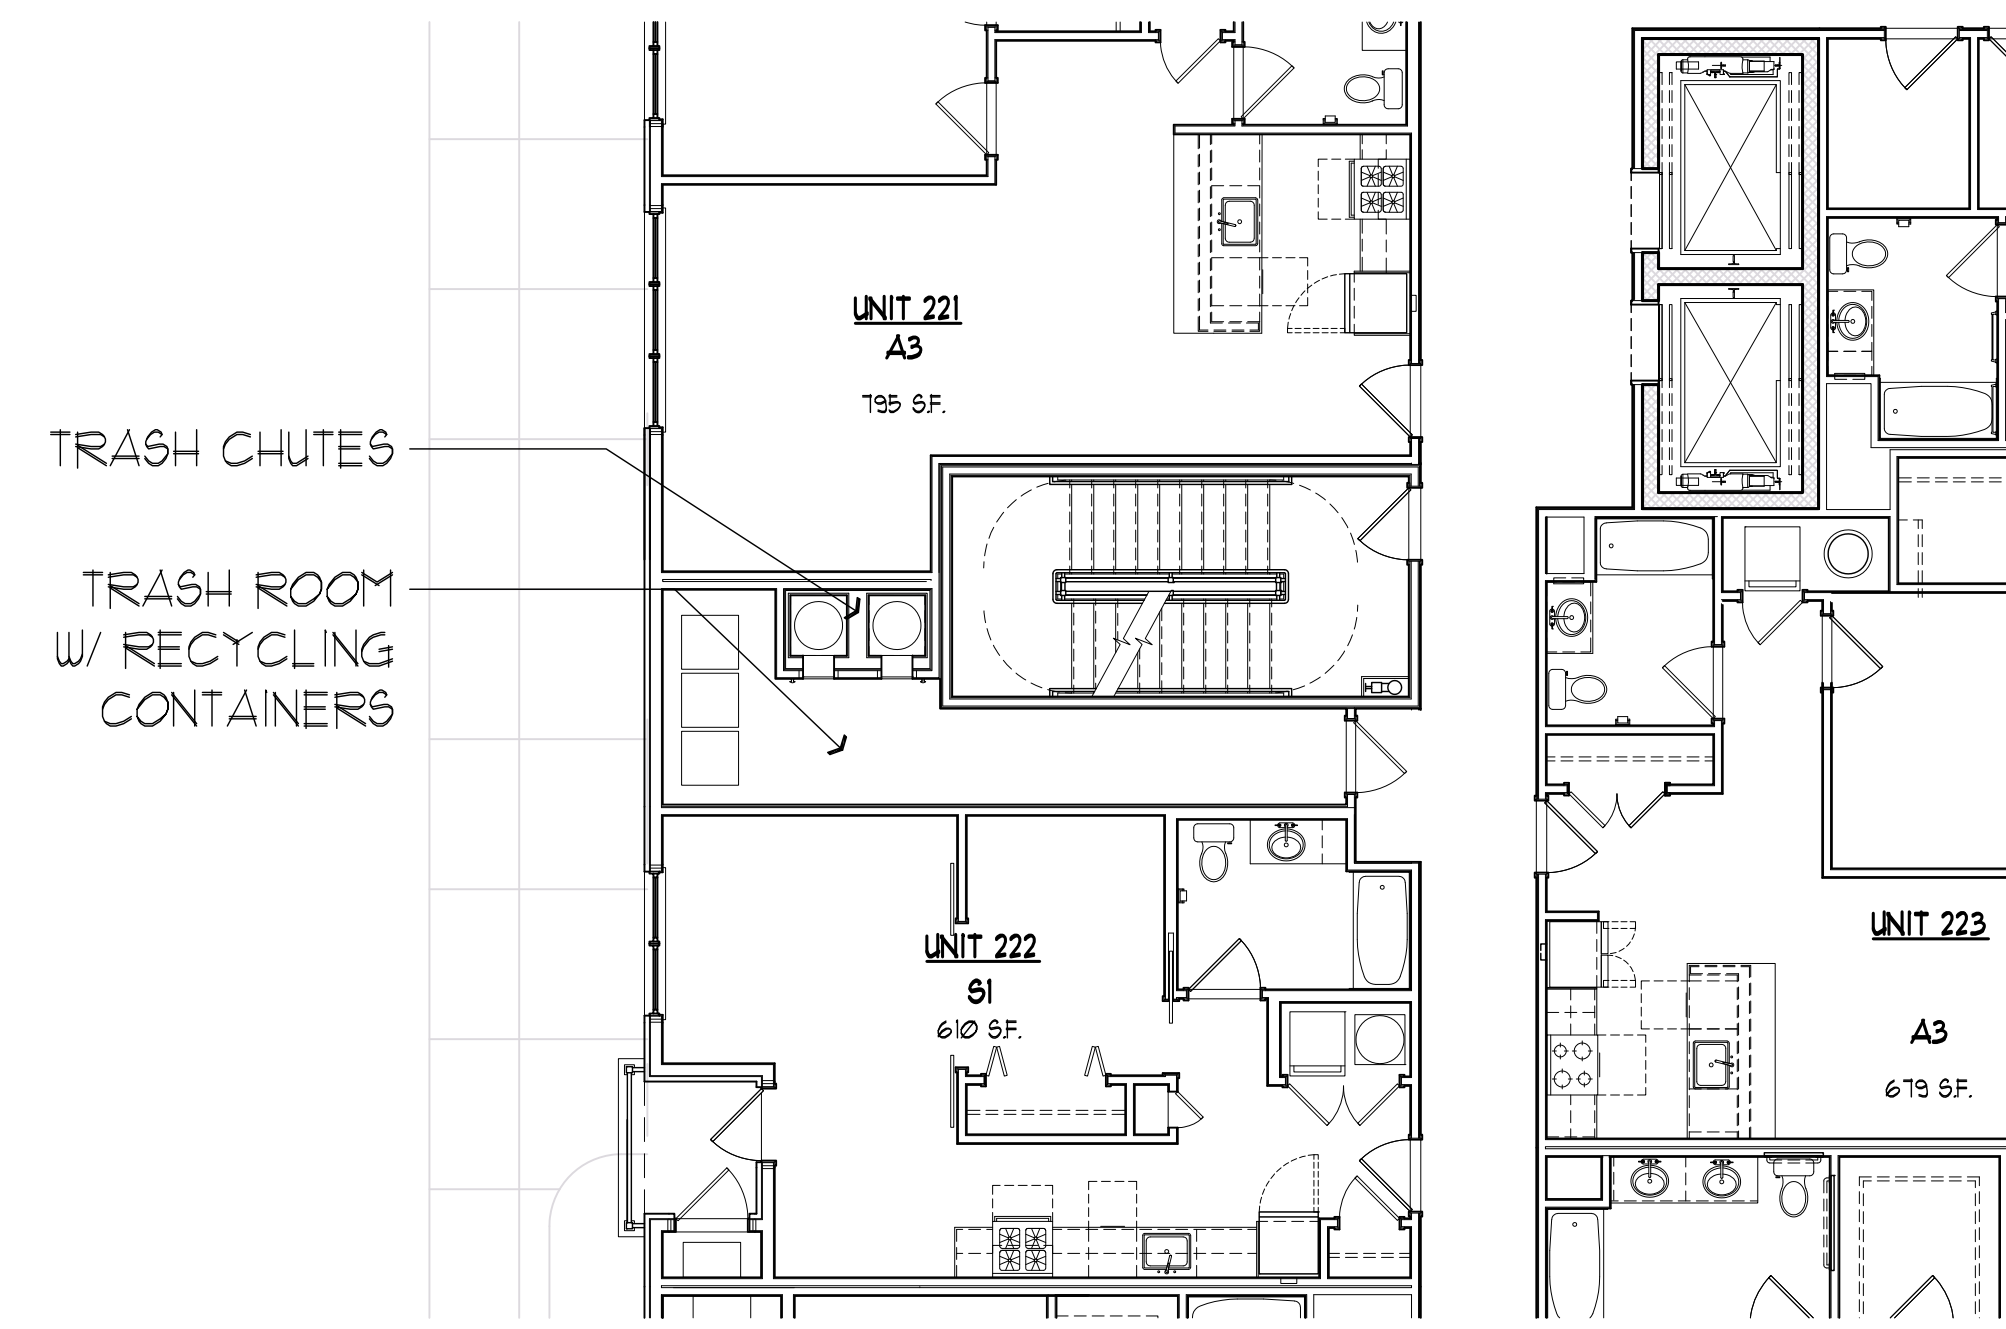 UNIT 221
A3
795 S.F.
TRASH CHUTES
TRASH ROOM
W/ RECYCLING
CONTAINERS
UNIT 222
S1
610 S.F.
UNIT 223
A3
679 S.F.